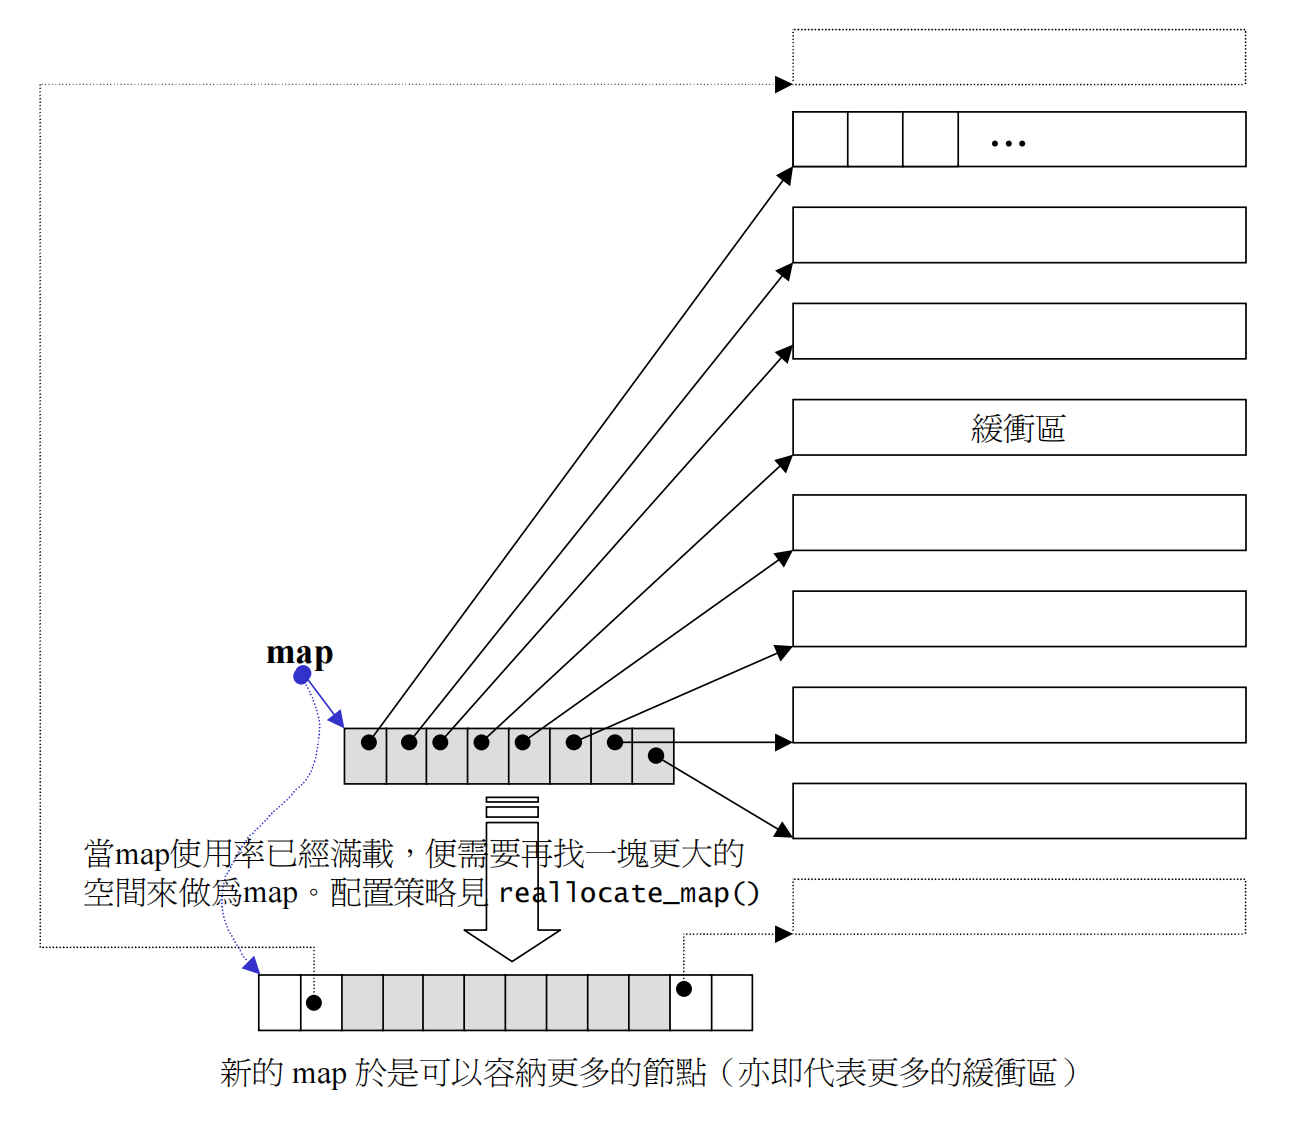 …
緩衝區
map
當map使用率已經滿載，便需要再找一塊更大的
空間來做為map。配置策略見 reallocate_map()
新的 map 於是可以容納更多的節點（亦即代表更多的緩衝區）